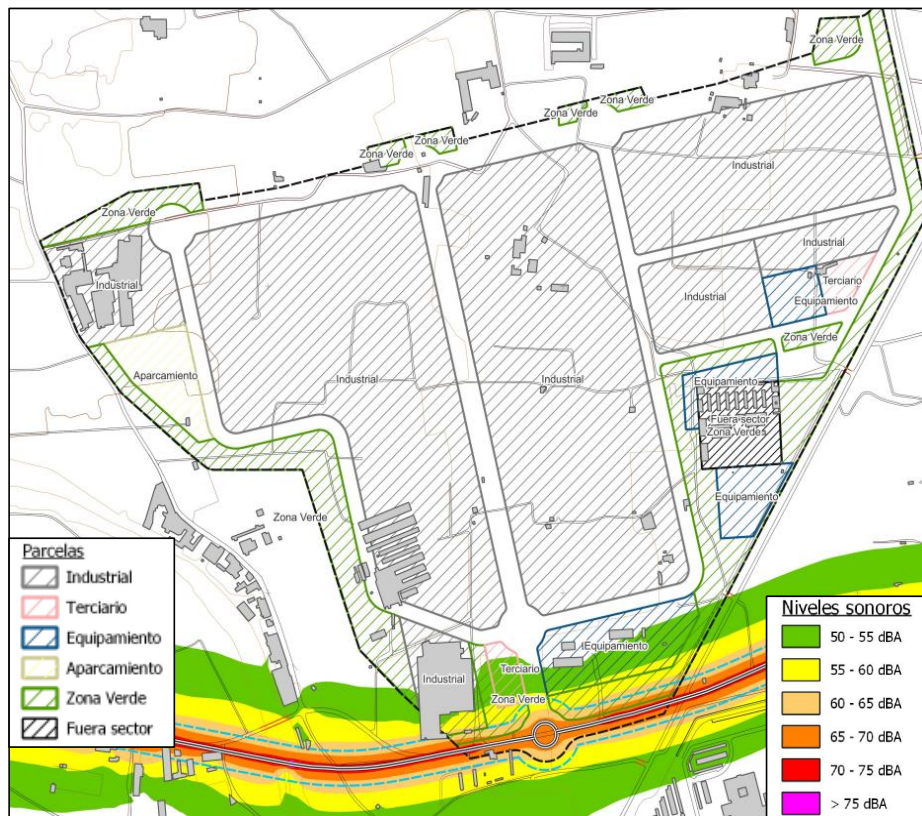 Zona Verde
Zona Verde
Zona Verde
Zona Verde
Zona Verde
Industrial
Zona Verde
Industrial
Industrial
Terciario
Industrial
Equipamiento
Zona Verde
Aparcamiento
Industrial
Industrial
Equipamiento
Fuera sector
Zona Verde
Equipamiento
Zona Verde
Equipamiento
Terciario
Industrial
Zona Verde
Parcelas
Industrial
Terciario
Equipamiento
Aparcamiento
Zona Verde
Fuera sector
Niveles sonoros
50 - 55 dBA
55 - 60 dBA
60 - 65 dBA
65 - 70 dBA
70 - 75 dBA
> 75 dBA